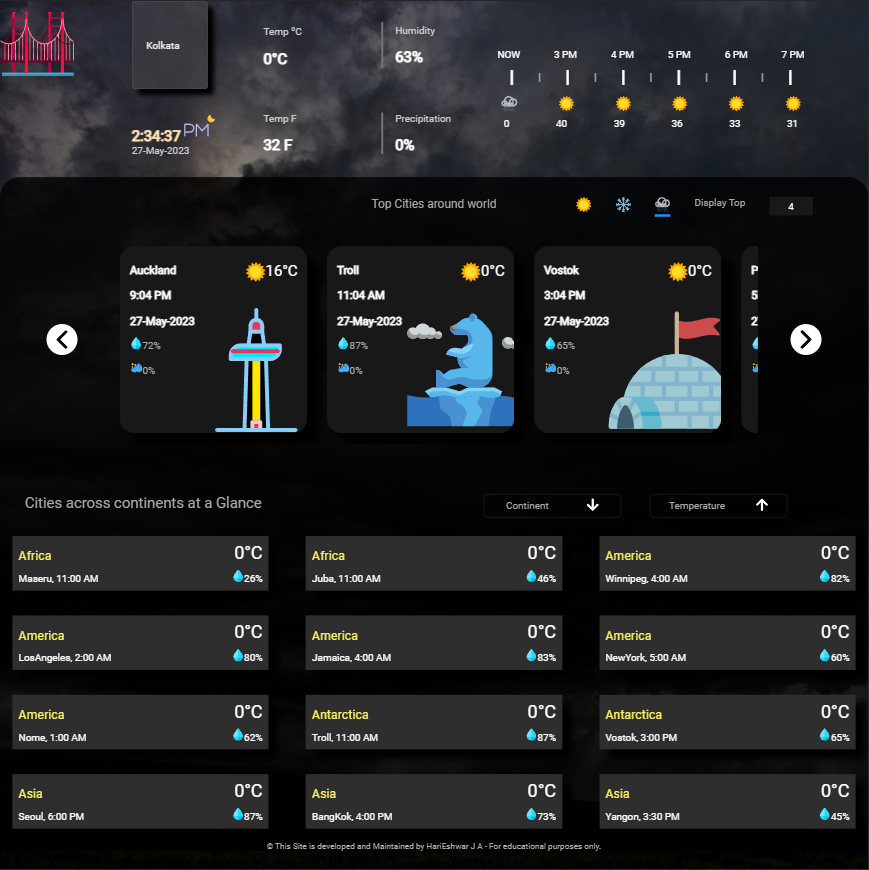 Kolkata
Temp °C
0°C
Humidity
63%
2:34:37 PM
27-May-2023
Temp F
32 F
Precipitation
0%
NOW 3 PM 4 PM 5 PM 6 PM 7 PM
0 40 39 36 33 31
Top Cities around world
Display Top
4
Auckland
16°C
9:04 PM
27-May-2023
72%
0%
Troll
0°C
11:04 AM
27-May-2023
87%
0%
Vostok
0°C
3:04 PM
27-May-2023
65%
0%
Cities across continents at a Glance
Continent
Temperature
Africa 0°C
Maseru, 11:00 AM 26%
Africa 0°C
Juba, 11:00 AM 46%
America 0°C
Winnipeg, 4:00 AM 82%
America 0°C
LosAngeles, 2:00 AM 80%
America 0°C
Jamaica, 4:00 AM 83%
America 0°C
NewYork, 5:00 AM 60%
America 0°C
Nome, 1:00 AM 62%
Antarctica 0°C
Troll, 11:00 AM 87%
Antarctica 0°C
Vostok, 3:00 PM 65%
Asia 0°C
Seoul, 6:00 PM 87%
Asia 0°C
BangKok, 4:00 PM 73%
Asia 0°C
Yangon, 3:30 PM 45%
© This Site is developed and Maintained by HariEshwar J A - For educational purposes only.